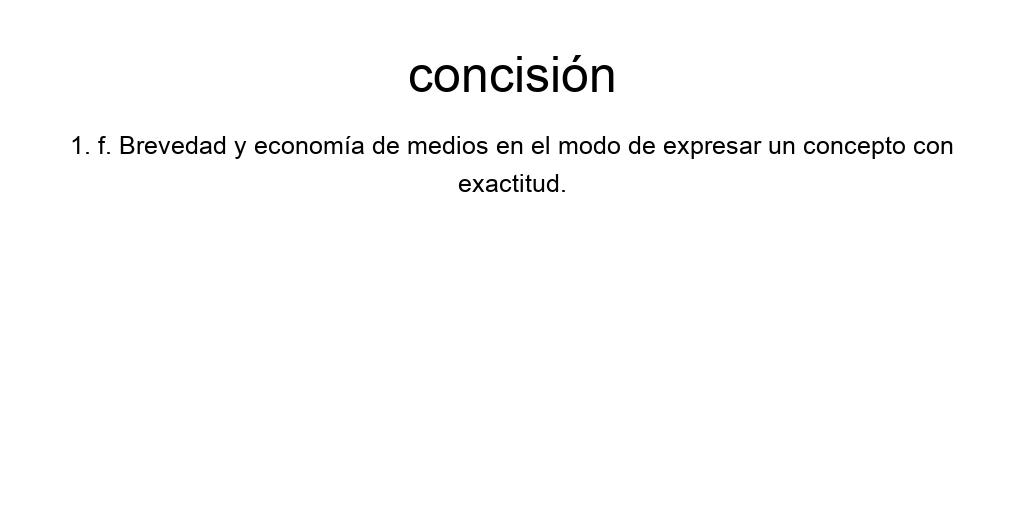 concisión
1. f. Brevedad y economía de medios en el modo de expresar un concepto con
exactitud.